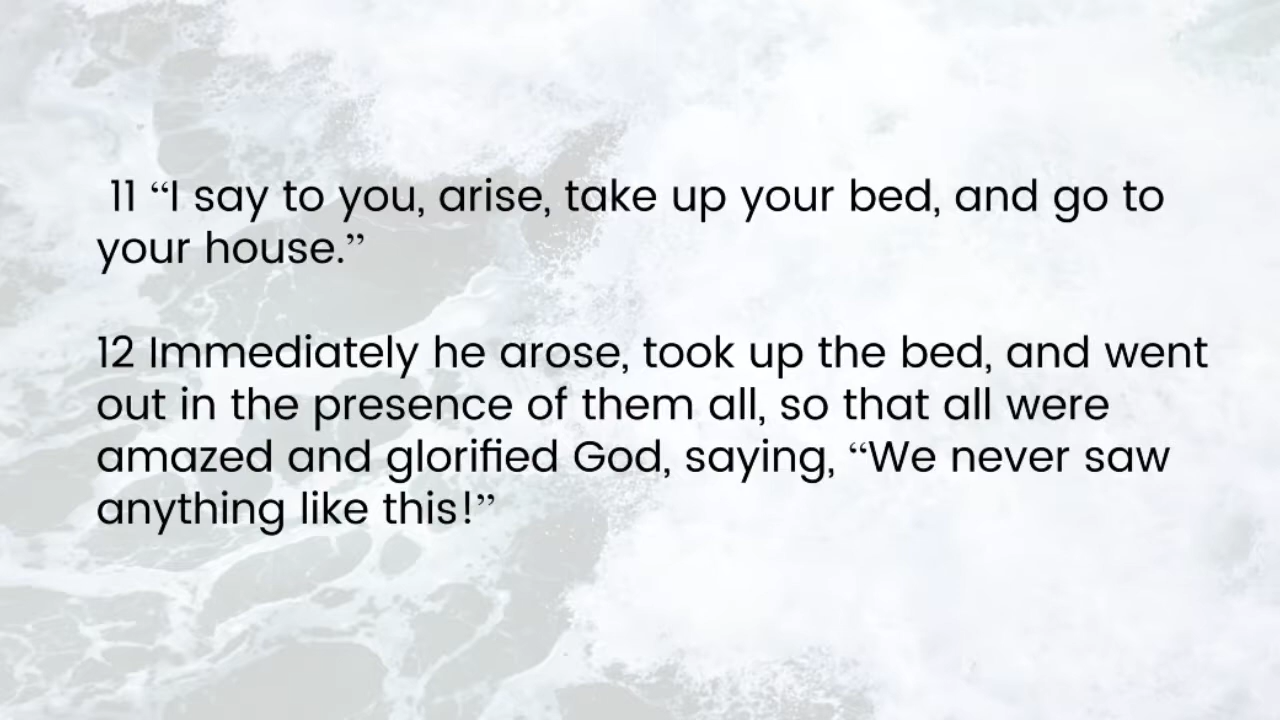 11 “I say to you, arise, take up your bed, and go to
your house.”
12 Immediately he arose, took up the bed, and went
out in the presence of them all, so that all were
amazed and glorified God, saying, “We never saw
anything like this!”